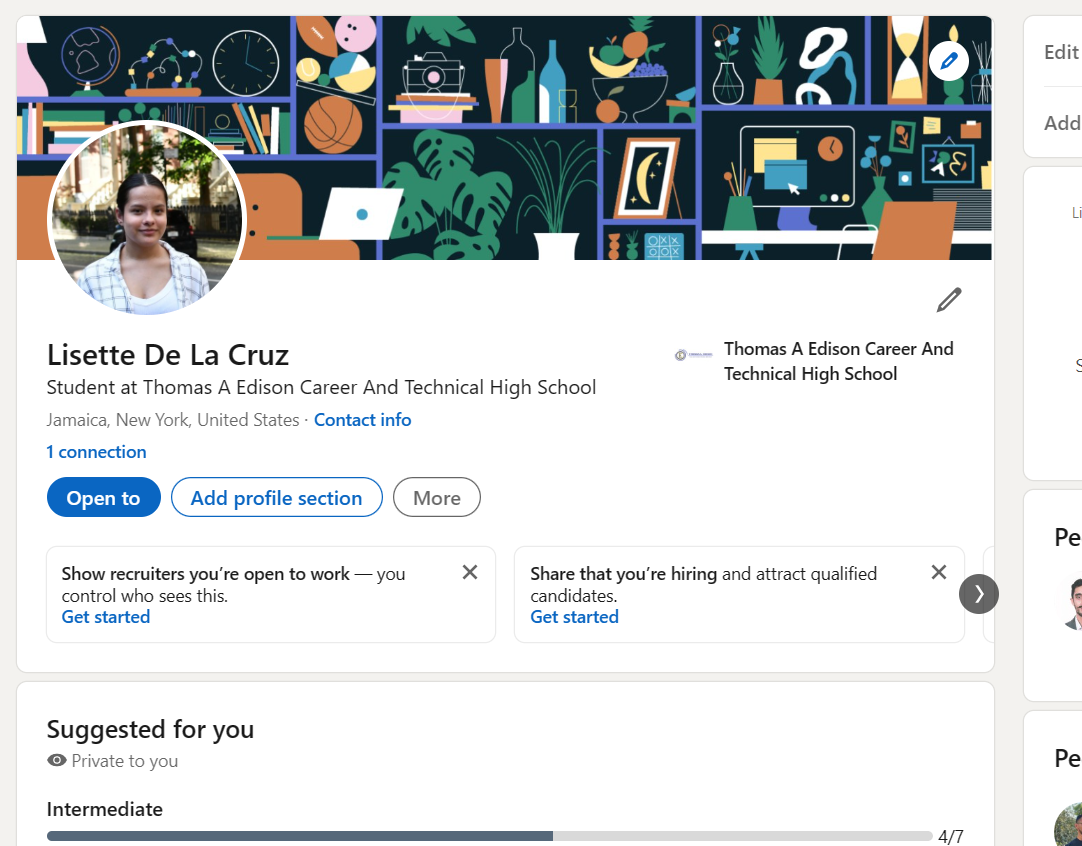 Edit
Add
Li
Lisette De La Cruz
Student at Thomas A Edison Career And Technical High School
Jamaica, New York, United States · Contact info
1 connection
Thomas A Edison Career And
Technical High School
Open to
Add profile section
More
Show recruiters you’re open to work — you
control who sees this.
Get started
Share that you’re hiring and attract qualified
candidates.
Get started
Pe
Suggested for you
Private to you
Pe
Intermediate
4/7